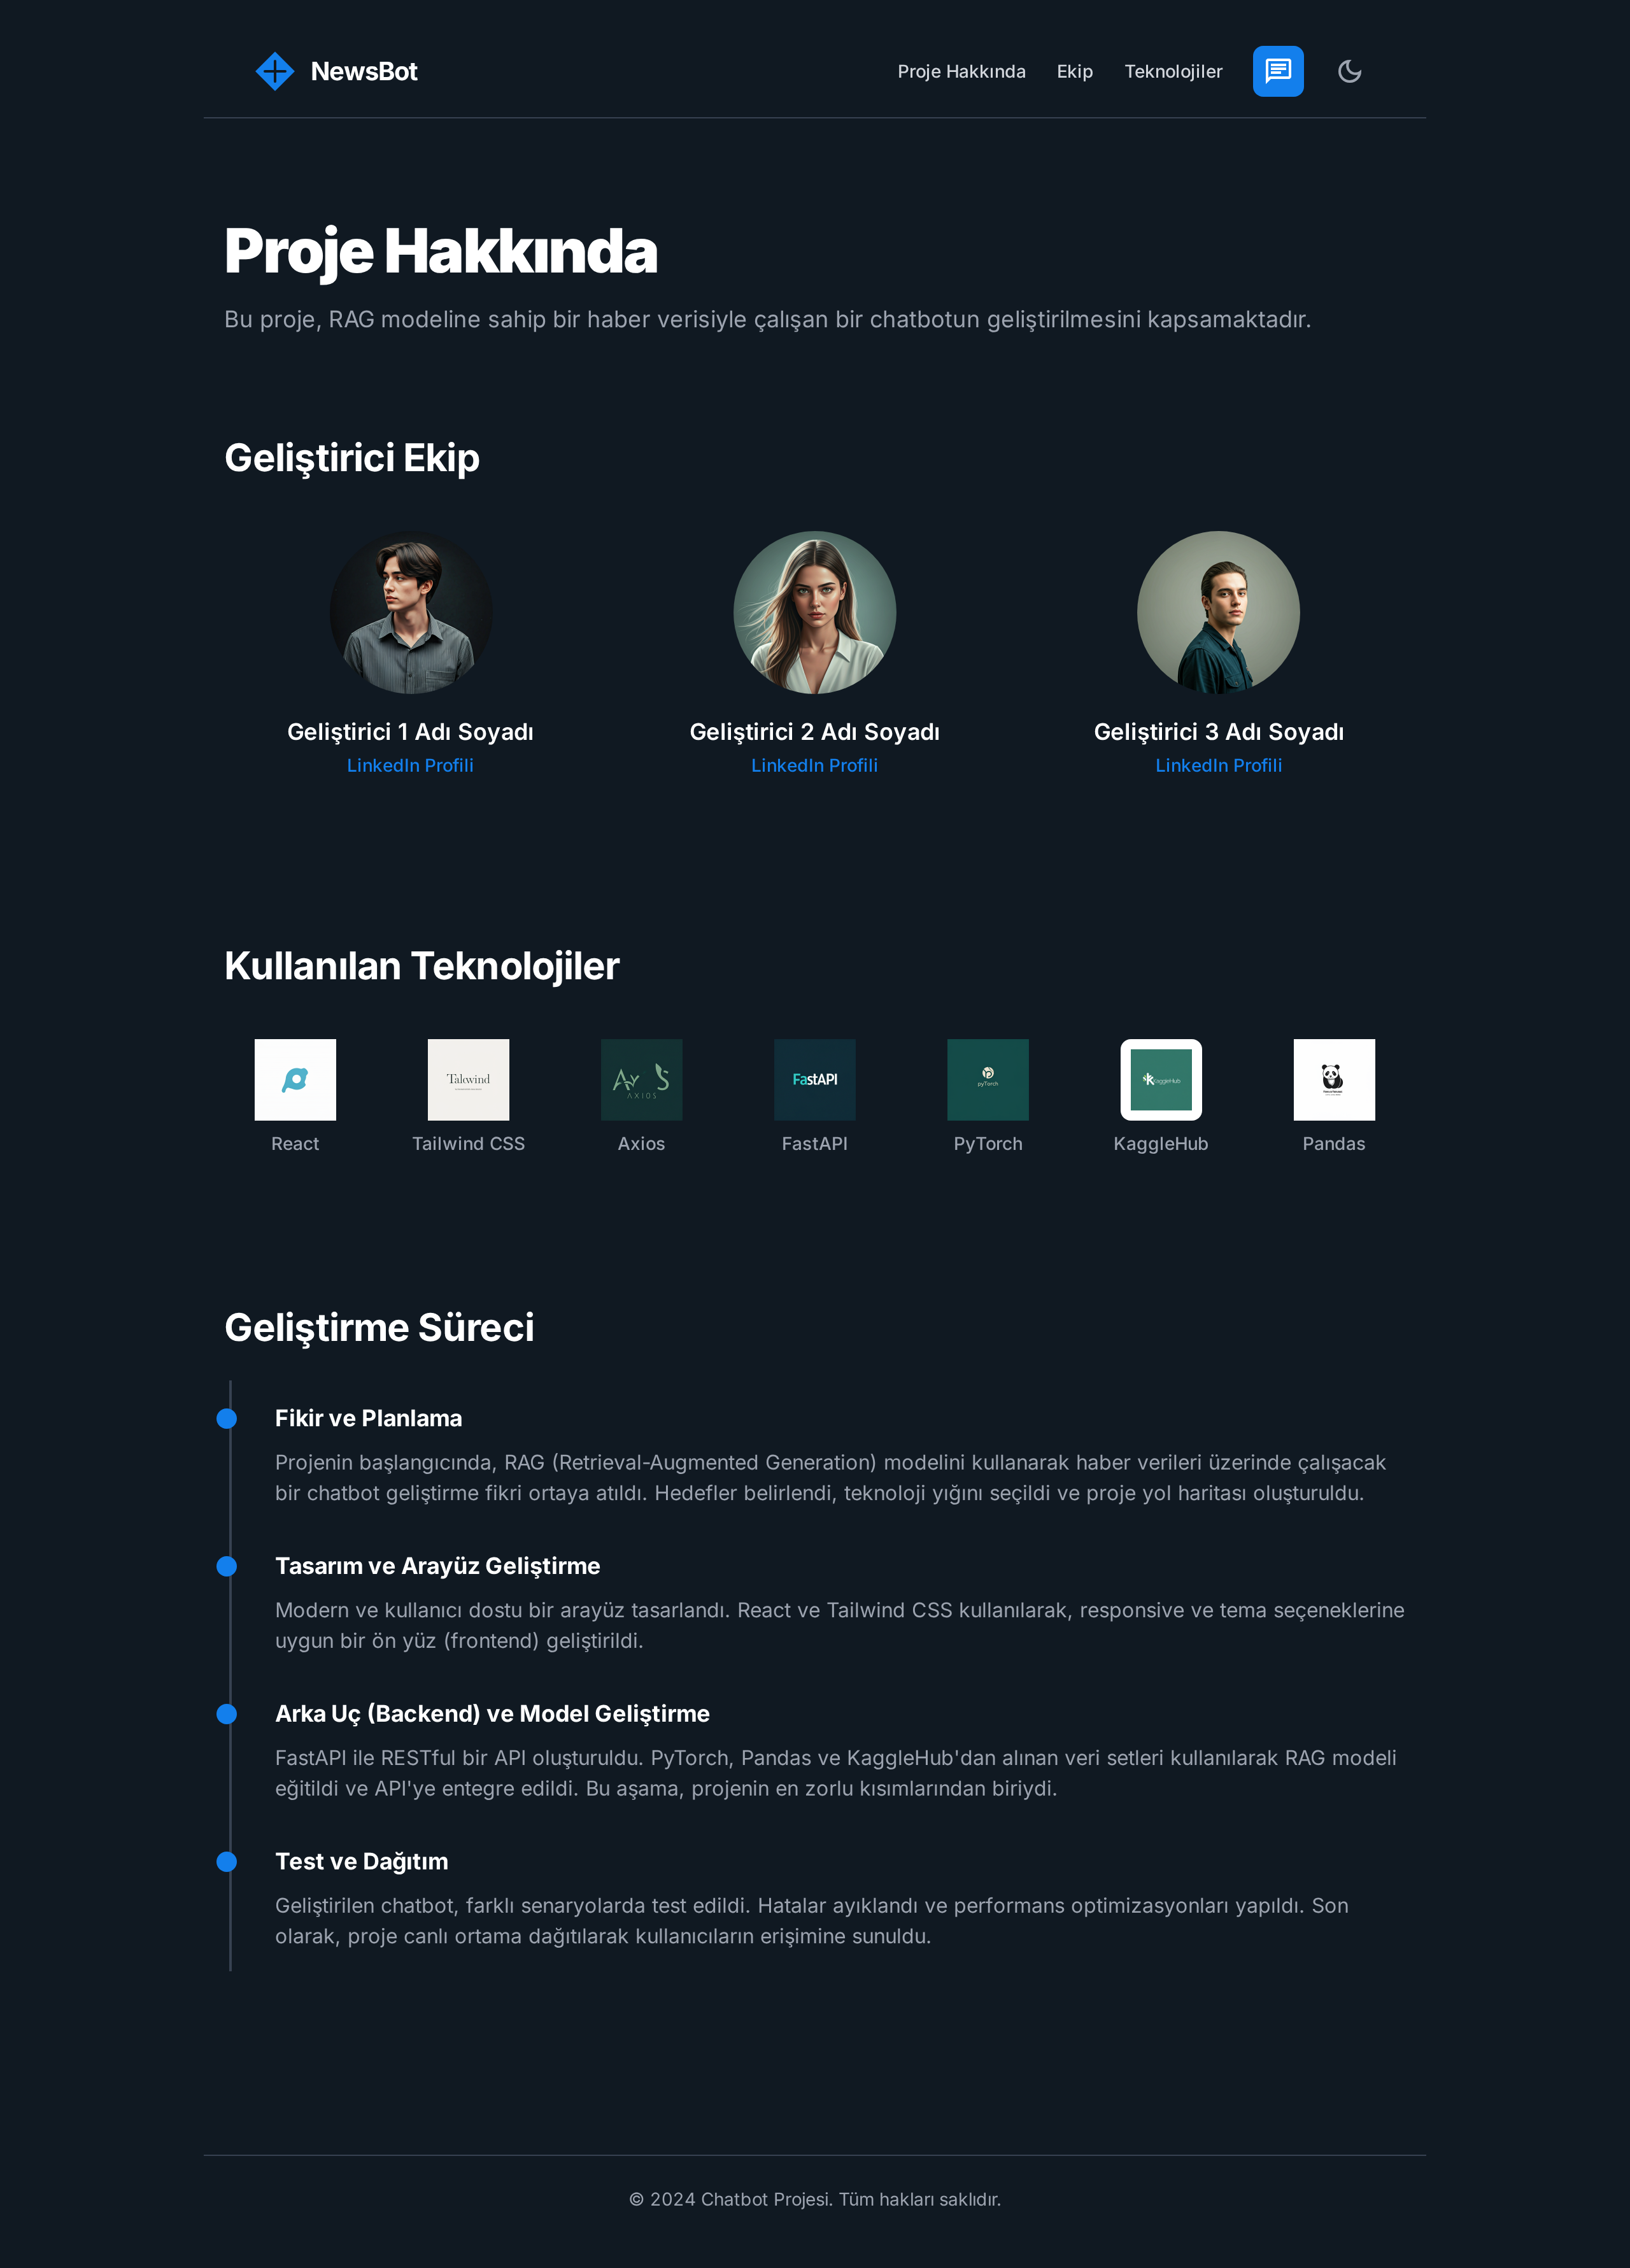 NewsBot
Proje Hakkında
Ekip
Teknolojiler
Proje Hakkında
Bu proje, RAG modeline sahip bir haber verisiyle çalışan bir chatbotun geliştirilmesini kapsamaktadır.
Geliştirici Ekip
Geliştirici 1 Adı Soyadı
LinkedIn Profili
Geliştirici 2 Adı Soyadı
LinkedIn Profili
Geliştirici 3 Adı Soyadı
LinkedIn Profili
Kullanılan Teknolojiler
React
Talwind
Tailwind CSS
AXIOS
Axios
FastAPI
FastAPI
pyTorch
PyTorch
KaggleHub
Pandas
Geliştirme Süreci
Fikir ve Planlama
Projenin başlangıcında, RAG (Retrieval-Augmented Generation) modelini kullanarak haber verileri üzerinde çalışacak
bir chatbot geliştirme fikri ortaya atıldı. Hedefler belirlendi, teknoloji yığını seçildi ve proje yol haritası oluşturuldu.
Tasarım ve Arayüz Geliştirme
Modern ve kullanıcı dostu bir arayüz tasarlandı. React ve Tailwind CSS kullanılarak, responsive ve tema seçeneklerine
uygun bir ön yüz (frontend) geliştirildi.
Arka Uç (Backend) ve Model Geliştirme
FastAPI ile RESTful bir API oluşturuldu. PyTorch, Pandas ve KaggleHub'dan alınan veri setleri kullanılarak RAG modeli
eğitildi ve API'ye entegre edildi. Bu aşama, projenin en zorlu kısımlarından biriydi.
Test ve Dağıtım
Geliştirilen chatbot, farklı senaryolarda test edildi. Hatalar ayıklandı ve performans optimizasyonları yapıldı. Son
olarak, proje canlı ortama dağıtılarak kullanıcıların erişimine sunuldu.
© 2024 Chatbot Projesi. Tüm hakları saklıdır.